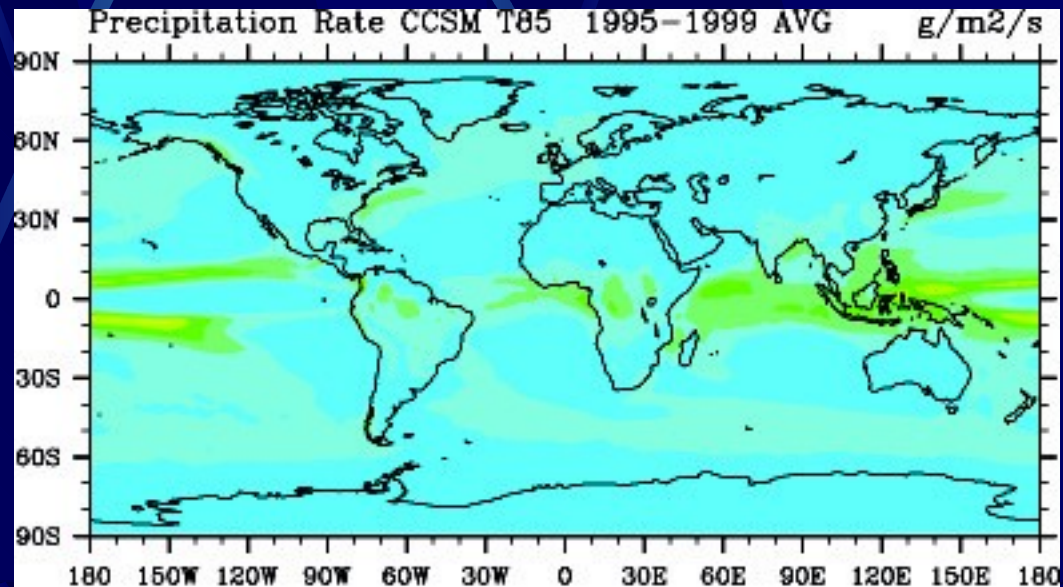 Precipitation Rate CCSM T85 1995-1999 AVG g/m2/s
90N
60N
30N
0
30S
60S
90S
180 150W 120W 90W 60W 30W 0 30E 60E 90E 120E 150E 180